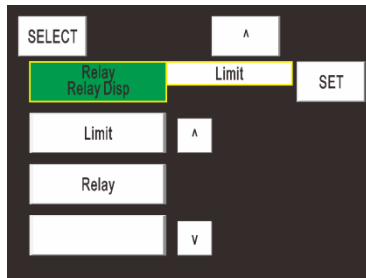 SELECT
^
Relay
Relay Disp
Limit
SET
Limit
^
Relay
v